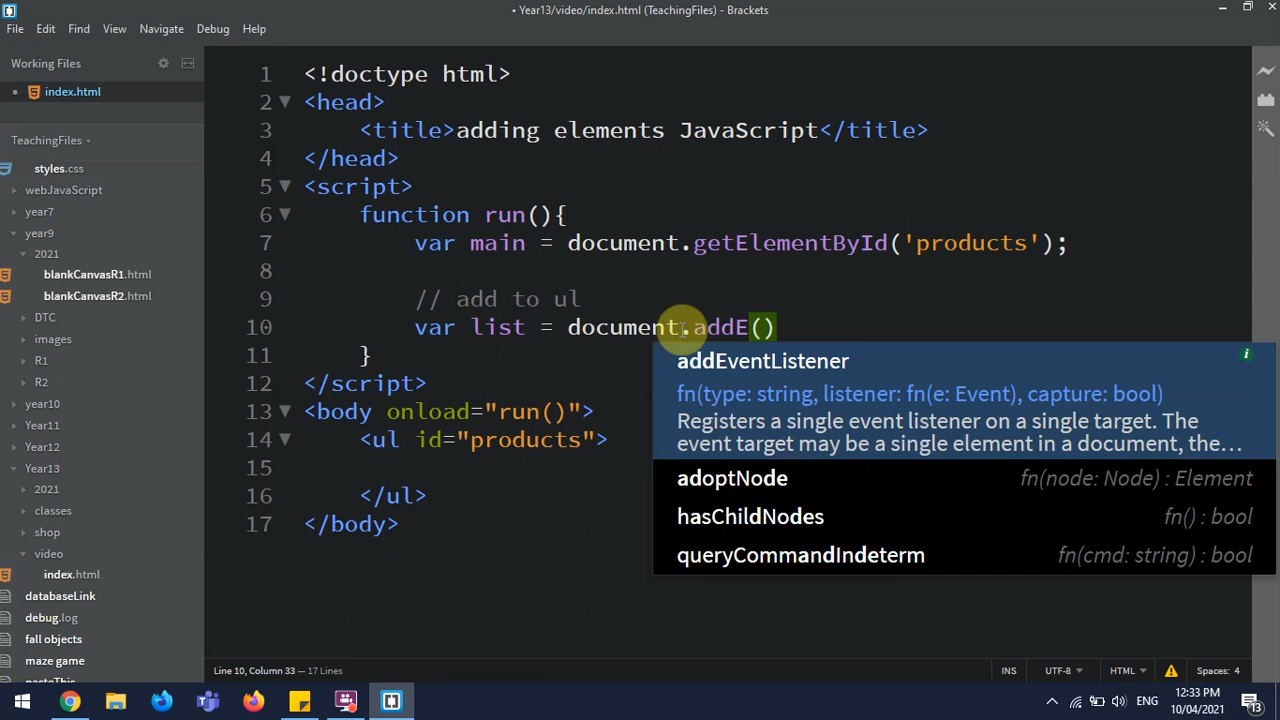 • Year13/video/index.html (TeachingFiles) - Brackets
File Edit Find View Navigate Debug Help
Working Files
index.html
TeachingFiles
styles.css
webJavaScript
year7
year9
2021
blankCanvasR1.html
blankCanvasR2.html
DTC
images
R1
R2
year10
Year11
Year12
Year13
2021
classes
shop
video
index.html
databaseLink
debug.log
fall objects
maze game
1 <!doctype html>
2 <head>
3 <title>adding elements JavaScript</title>
4 </head>
5 <script>
6 function run(){
7 var main = document.getElementById('products');
8
9 // add to ul
10 var list = document.addE()
11 }
12 </script>
13 <body onload="run()">
14 <ul id="products">
15
16 </ul>
17 </body>
addEventListener
fn(type: string, listener: fn(e: Event), capture: bool)
Registers a single event listener on a single target. The
event target may be a single element in a document, the...
adoptNode fn(node: Node) : Element
hasChildNodes fn() : bool
queryCommandIndeterm fn(cmd: string) : bool
Line 10, Column 33 — 17 Lines
INS UTF-8 HTML Spaces: 4
ENG
12:33 PM
10/04/2021
13